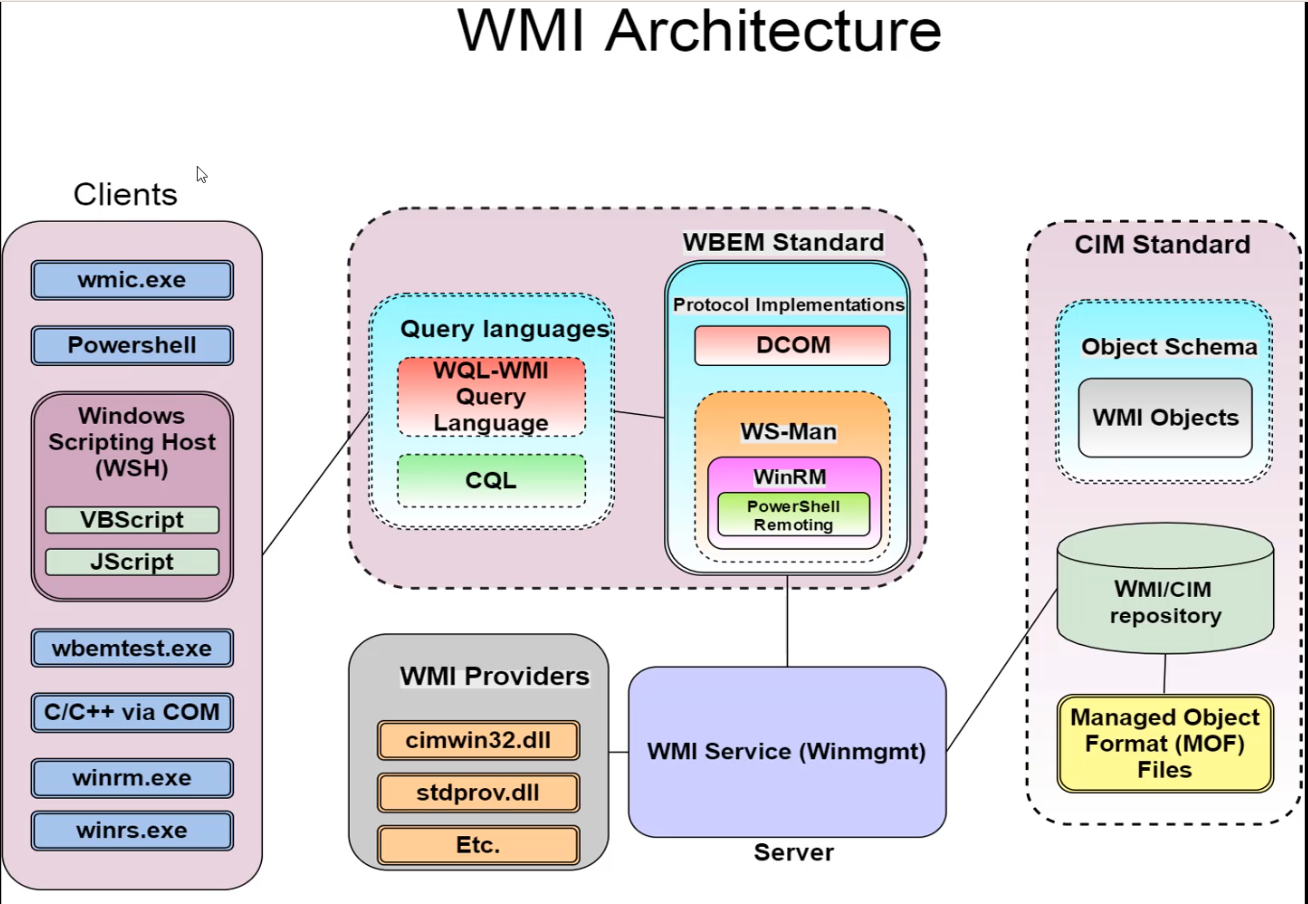 WMI Architecture
Clients
wmic.exe
Powershell
Windows
Scripting Host
(WSH)
VBScript
JScript
wbemtest.exe
C/C++ via COM
winrm.exe
winrs.exe
WBEM Standard
Query languages
WQL-WMI
Query
Language
CQL
Protocol Implementations
DCOM
WS-Man
WinRM
PowerShell
Remoting
WMI Providers
cimwin32.dll
stdprov.dll
Etc.
WMI Service (Winmgmt)
Server
CIM Standard
Object Schema
WMI Objects
WMI/CIM
repository
Managed Object
Format (MOF)
Files